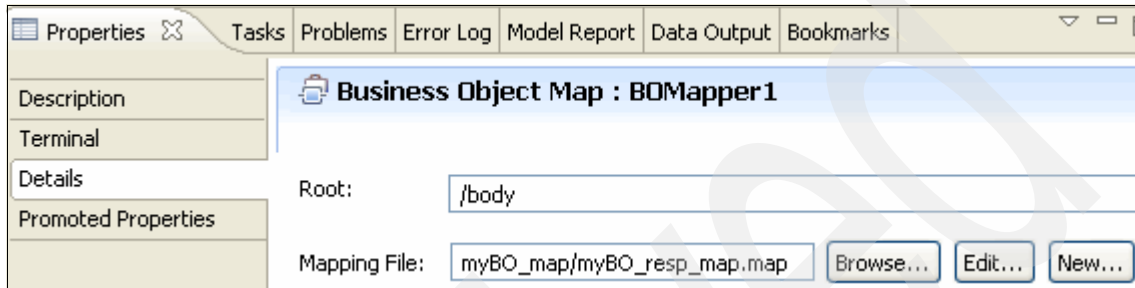 Properties Tasks Problems Error Log Model Report Data Output Bookmarks
Description
Business Object Map : BOMapper1
Terminal
Details
Root: /body
Promoted Properties
Mapping File: myBO_map/myBO_resp_map.map Browse... Edit... New...